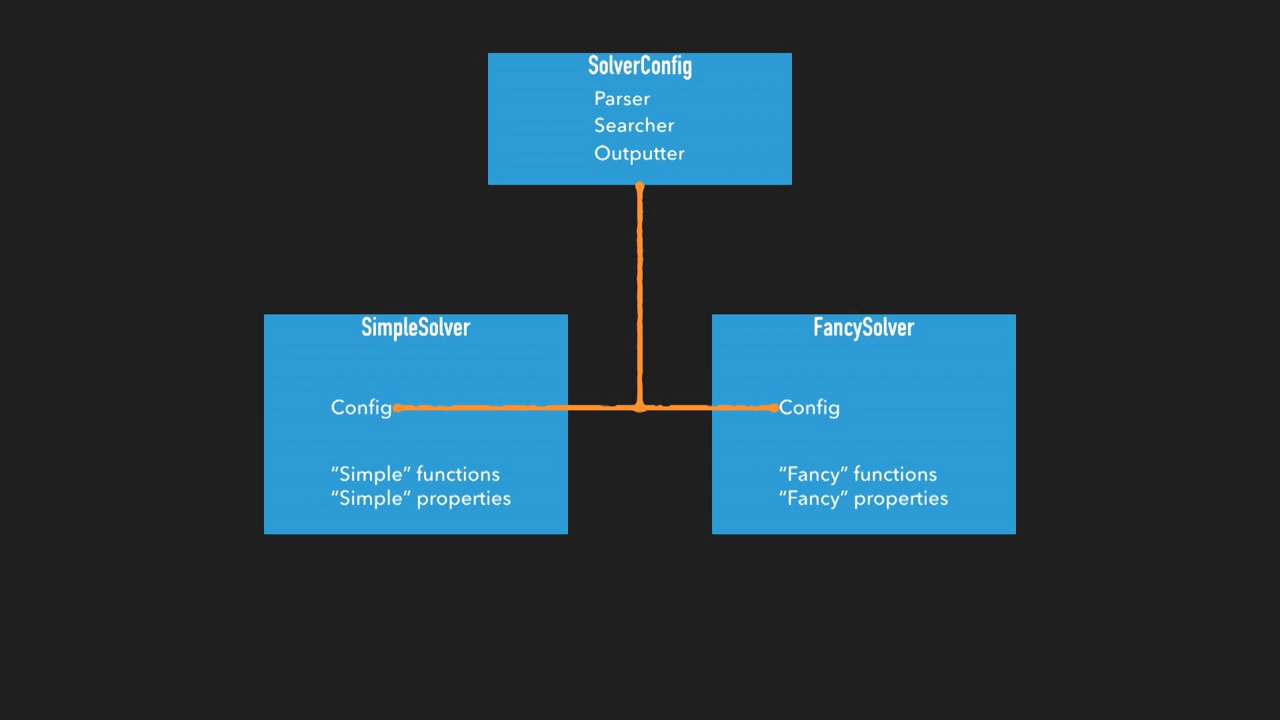 SolverConfig
Parser
Searcher
Outputter
SimpleSolver
Config
“Simple” functions
“Simple” properties
FancySolver
Config
“Fancy” functions
“Fancy” properties